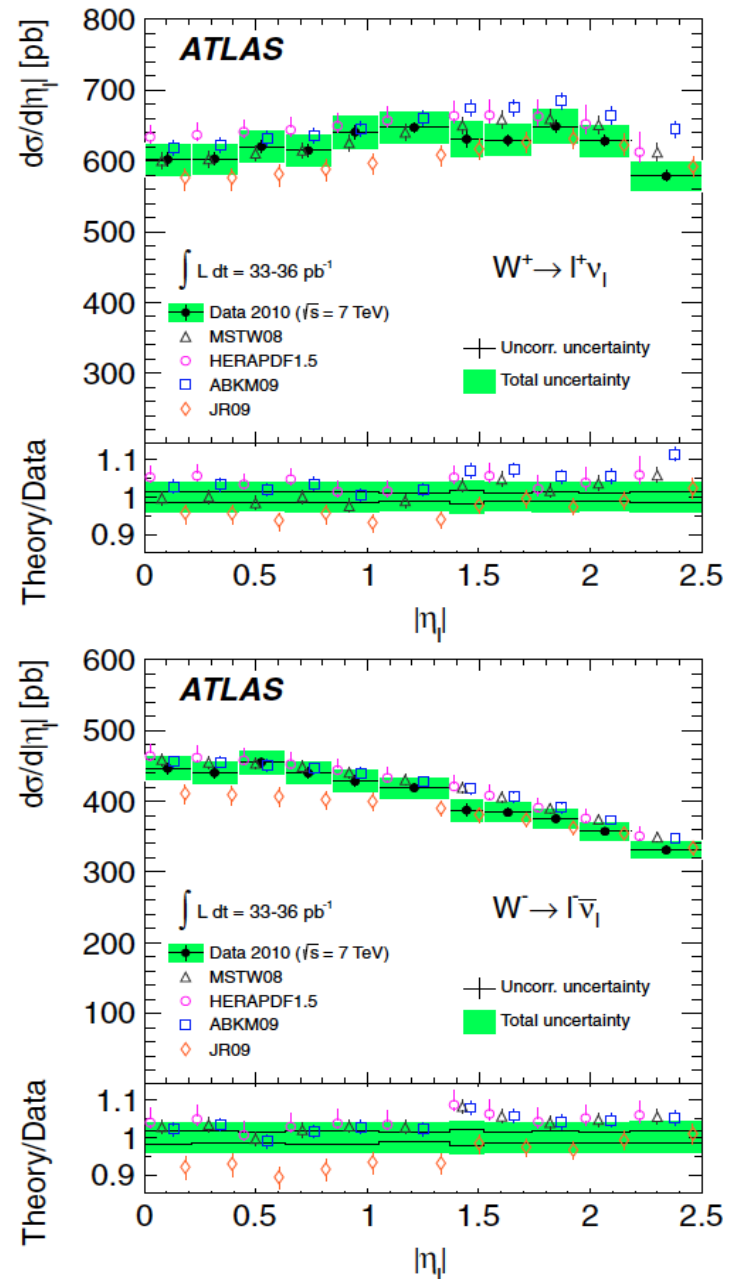 ATLAS
dσ/d|η_l| [pb]
800
700
600
500
400
300
∫ L dt = 33-36 pb⁻¹
W⁺→ l⁺ν_l
Data 2010 (√s = 7 TeV)
MSTW08
HERAPDF1.5
ABKM09
JR09
Uncorr. uncertainty
Total uncertainty
Theory/Data
1.1
1
0.9
0 0.5 1 1.5 2 2.5
|η_l|
ATLAS
dσ/d|η_l| [pb]
600
500
400
300
200
100
∫ L dt = 33-36 pb⁻¹
W⁻→ l⁻ν̅_l
Data 2010 (√s = 7 TeV)
MSTW08
HERAPDF1.5
ABKM09
JR09
Uncorr. uncertainty
Total uncertainty
Theory/Data
1.1
1
0.9
0 0.5 1 1.5 2 2.5
|η_l|